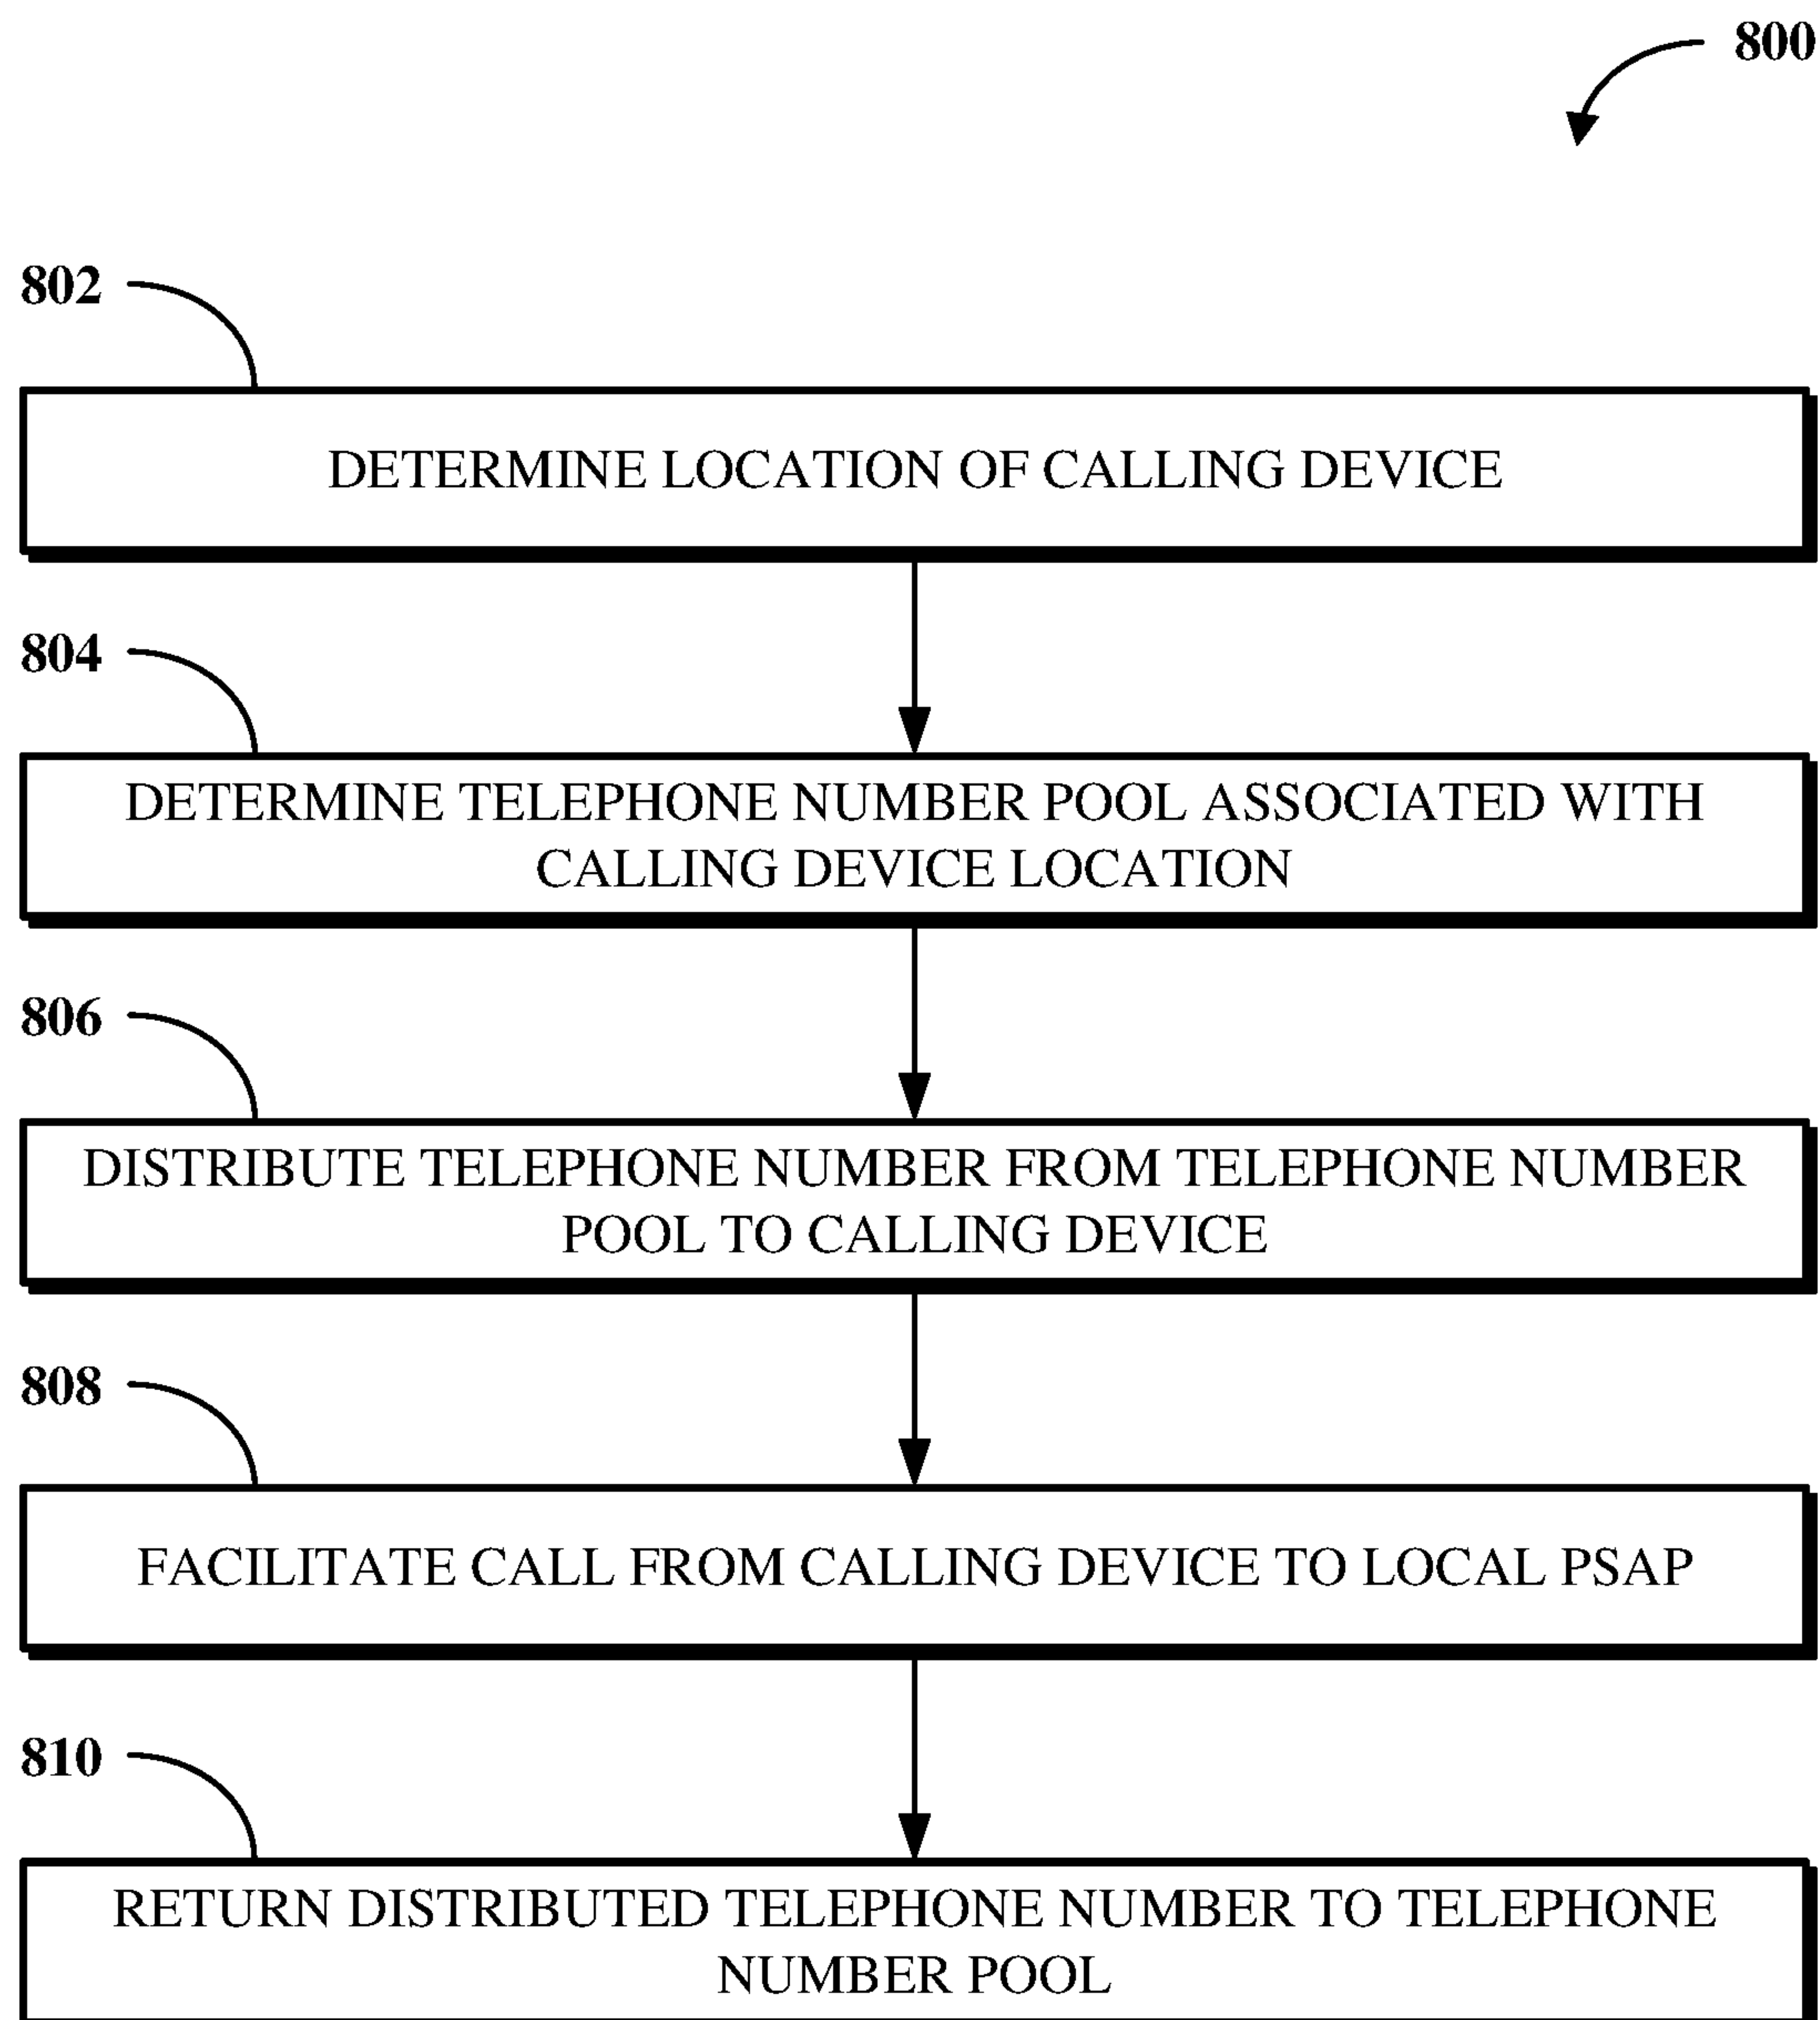 800
802
DETERMINE LOCATION OF CALLING DEVICE
804
DETERMINE TELEPHONE NUMBER POOL ASSOCIATED WITH
CALLING DEVICE LOCATION
806
DISTRIBUTE TELEPHONE NUMBER FROM TELEPHONE NUMBER
POOL TO CALLING DEVICE
808
FACILITATE CALL FROM CALLING DEVICE TO LOCAL PSAP
810
RETURN DISTRIBUTED TELEPHONE NUMBER TO TELEPHONE
NUMBER POOL